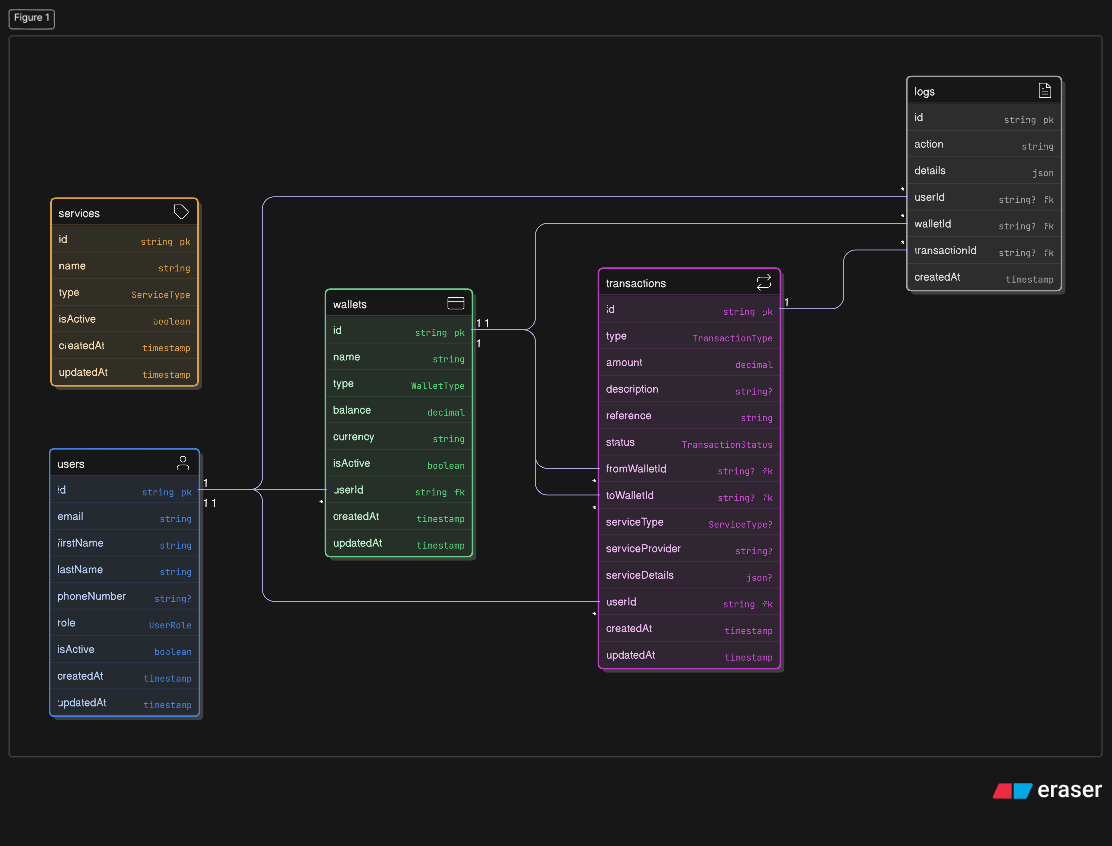 Figure 1
logs
id string pk
action string
details json
userId string? fk
walletId string? fk
transactionId string? fk
createdAt timestamp
services
id string pk
name string
type ServiceType
isActive boolean
createdAt timestamp
updatedAt timestamp
wallets
id string pk
name string
type WalletType
balance decimal
currency string
isActive boolean
userId string fk
createdAt timestamp
updatedAt timestamp
transactions
id string pk
type TransactionType
amount decimal
description string?
reference string
status TransactionStatus
fromWalletId string? fk
toWalletId string? fk
serviceType ServiceType?
serviceProvider string?
serviceDetails json?
userId string fk
createdAt timestamp
updatedAt timestamp
users
id string pk
email string
firstName string
lastName string
phoneNumber string?
role UserRole
isActive boolean
createdAt timestamp
updatedAt timestamp
1
1 1
1 1
1
1
*
*
*
*
*
*
*
eraser